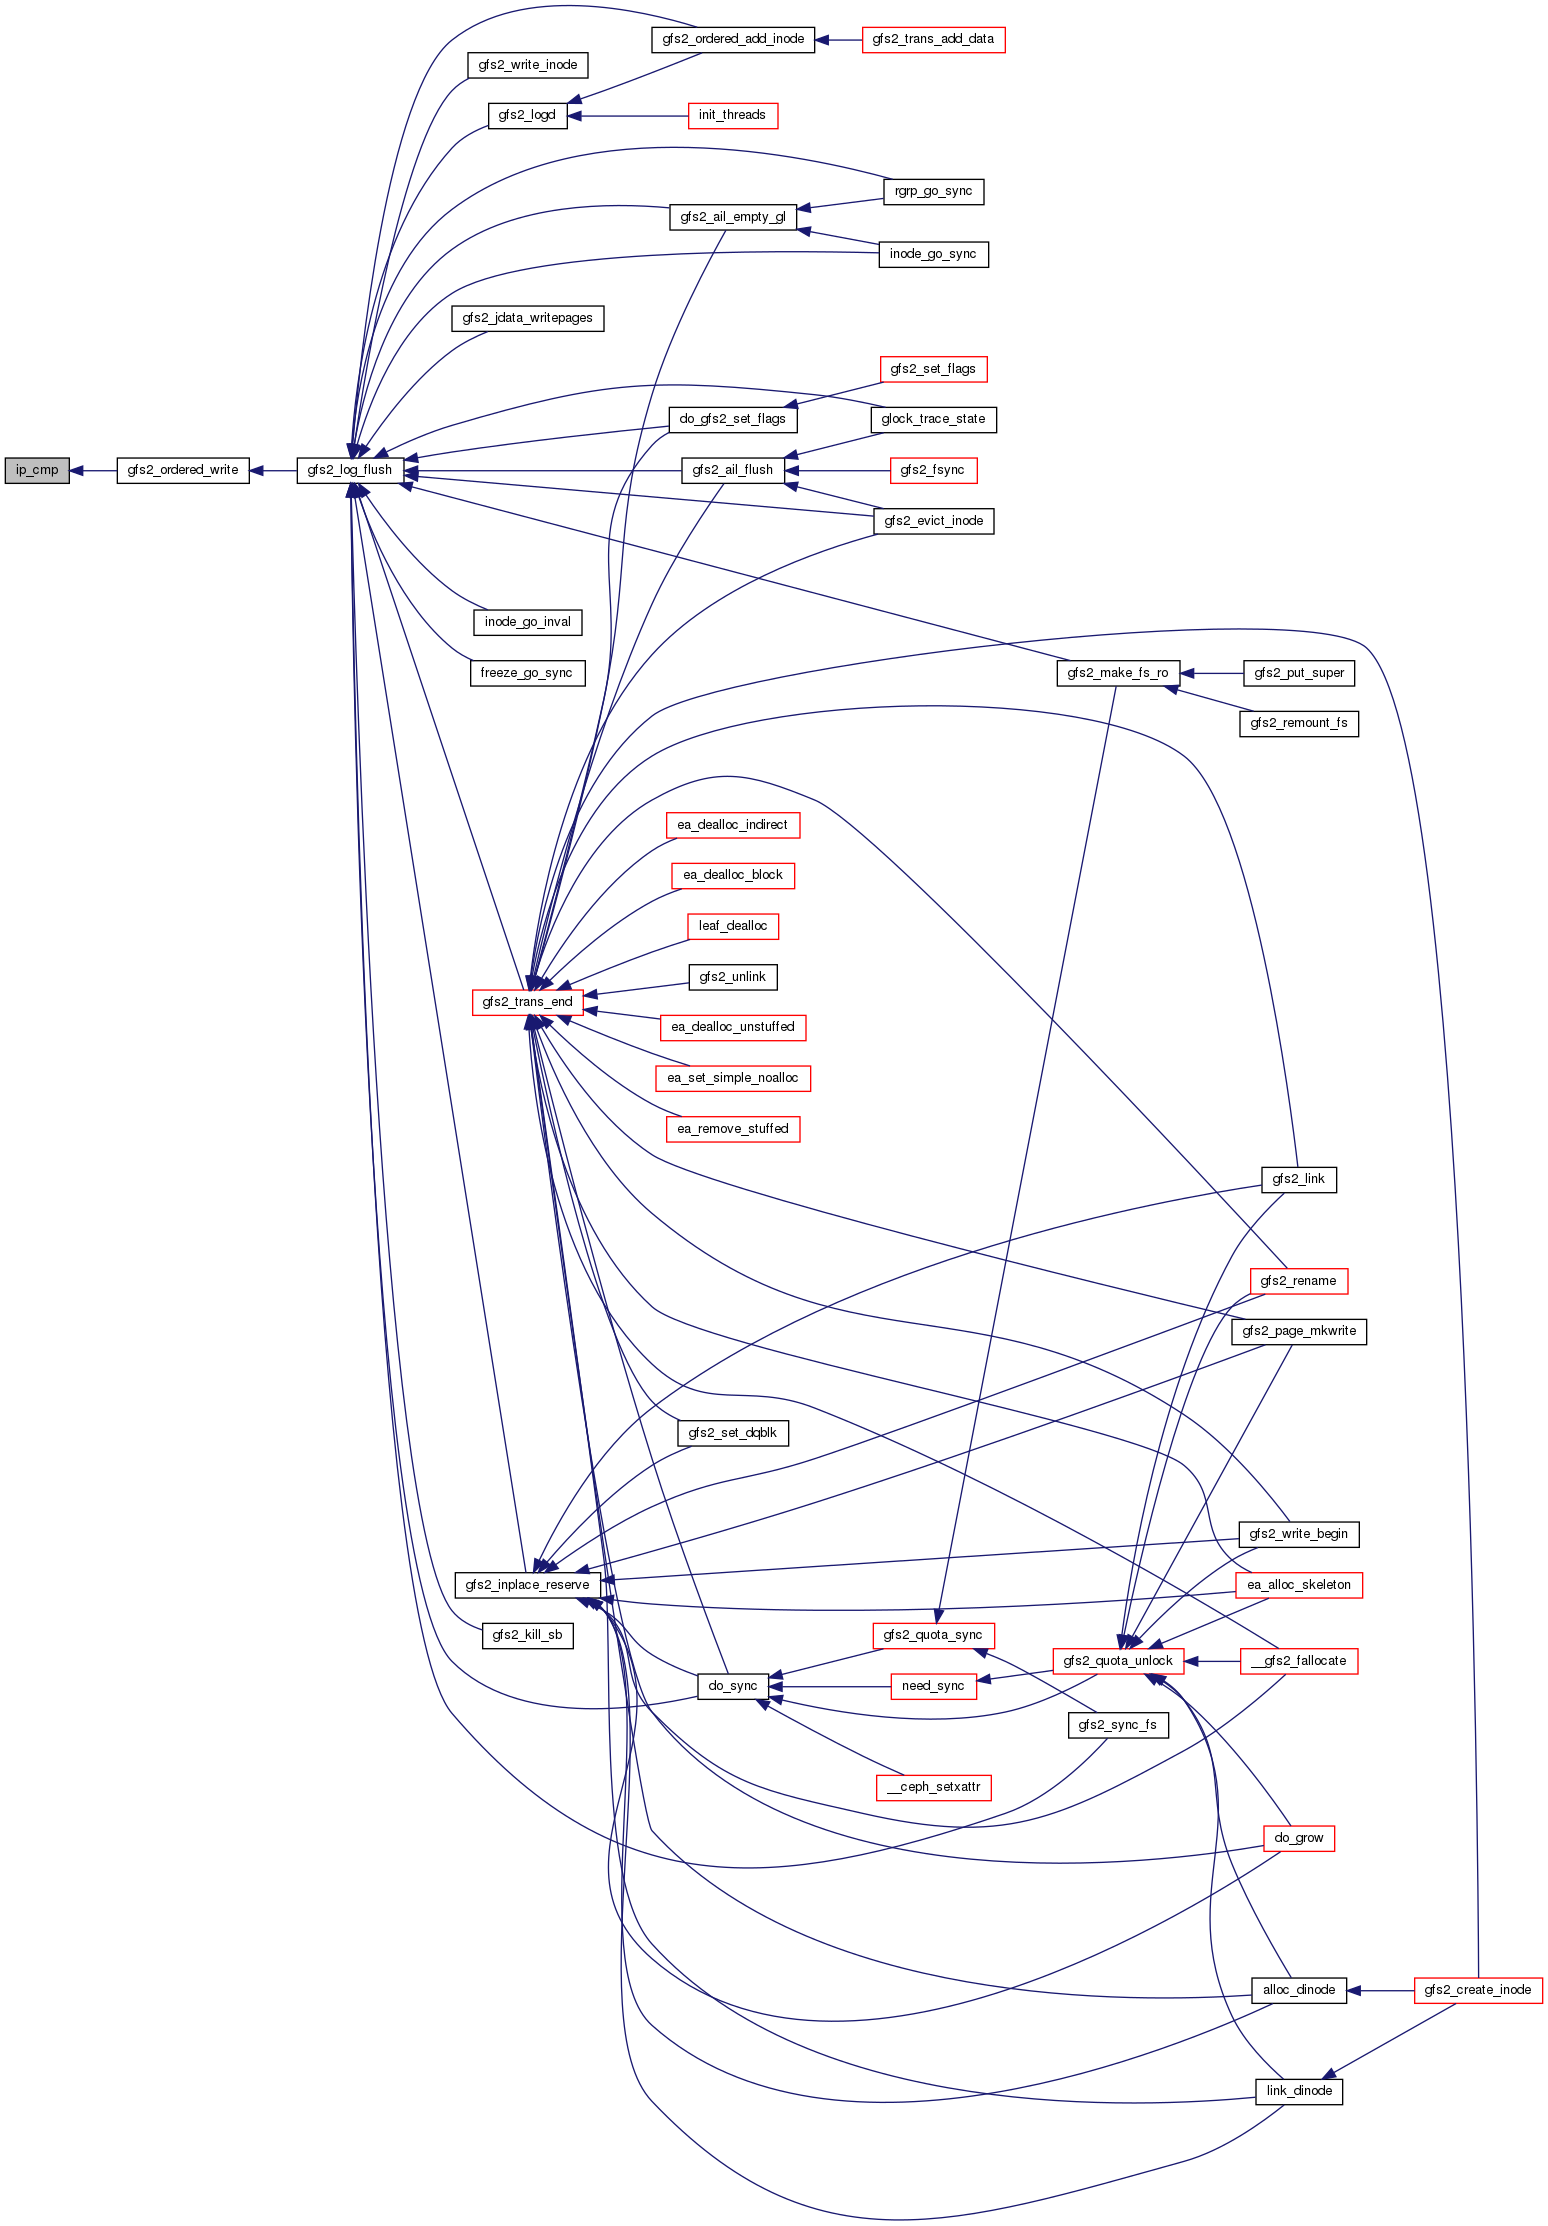 gfs2_ordered_add_inode
gfs2_trans_add_data
gfs2_write_inode
gfs2_logd
init_threads
rgrp_go_sync
gfs2_ail_empty_gl
inode_go_sync
gfs2_jdata_writepages
gfs2_set_flags
do_gfs2_set_flags
glock_trace_state
ip_cmp
gfs2_ordered_write
gfs2_log_flush
gfs2_ail_flush
gfs2_fsync
gfs2_evict_inode
inode_go_inval
freeze_go_sync
gfs2_make_fs_ro
gfs2_put_super
gfs2_remount_fs
ea_dealloc_indirect
ea_dealloc_block
leaf_dealloc
gfs2_unlink
gfs2_trans_end
ea_dealloc_unstuffed
ea_set_simple_noalloc
ea_remove_stuffed
gfs2_link
gfs2_rename
gfs2_page_mkwrite
gfs2_set_dqblk
gfs2_write_begin
gfs2_inplace_reserve
ea_alloc_skeleton
gfs2_kill_sb
gfs2_quota_sync
gfs2_quota_unlock
__gfs2_fallocate
do_sync
need_sync
gfs2_sync_fs
__ceph_setxattr
do_grow
alloc_dinode
gfs2_create_inode
link_dinode